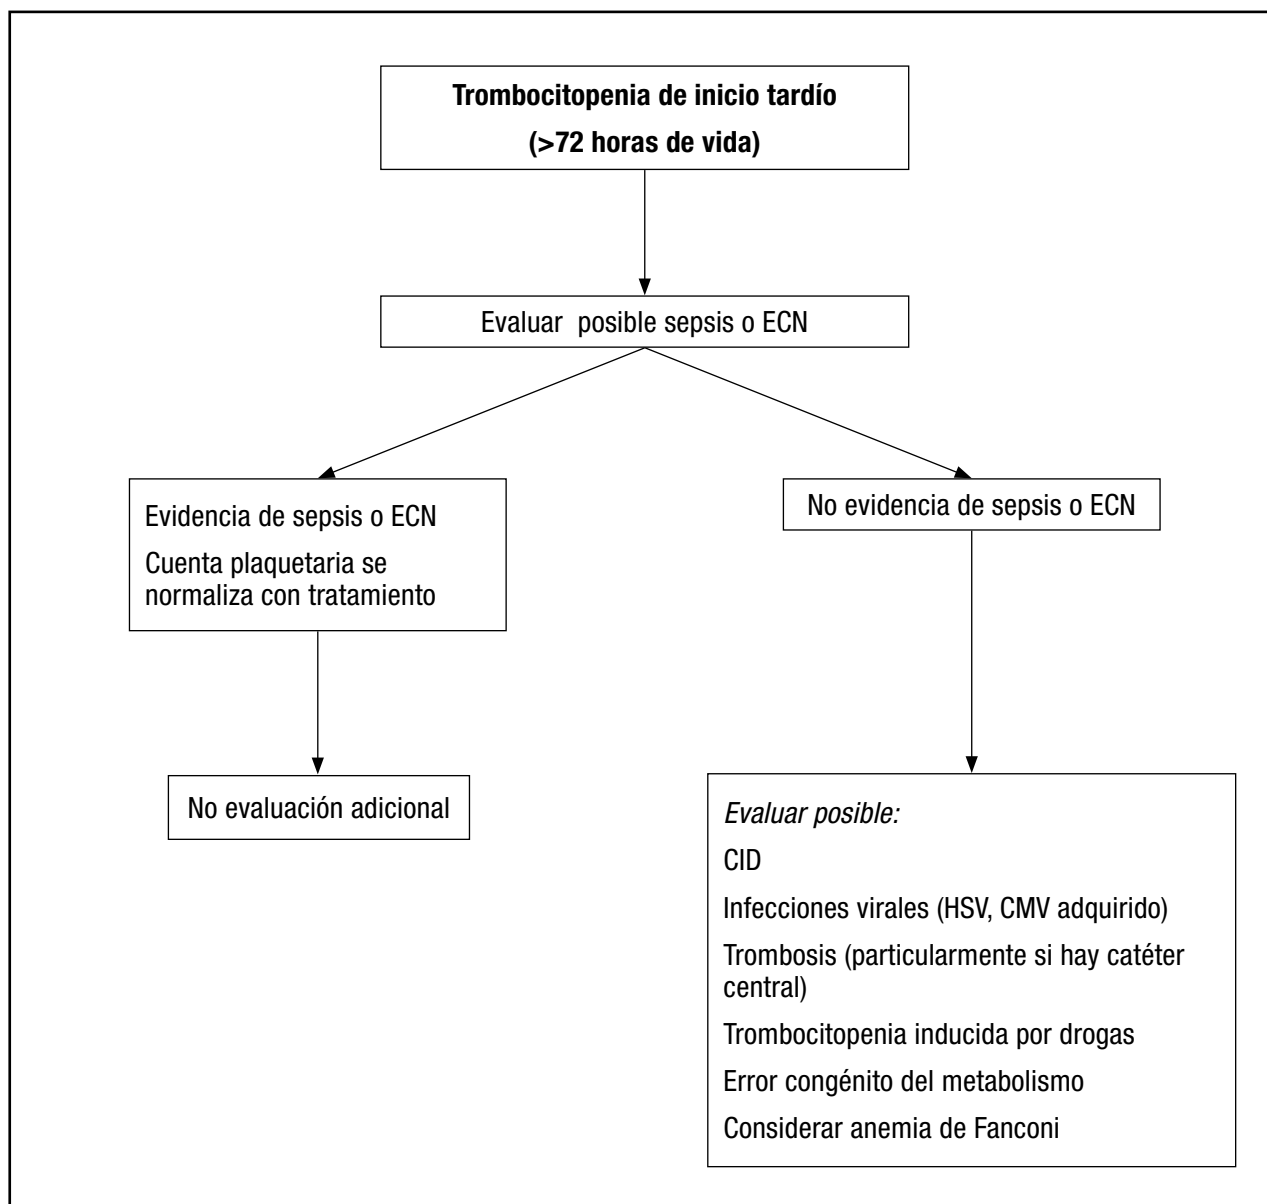 Trombocitopenia de inicio tardío
(>72 horas de vida)
Evaluar posible sepsis o ECN
Evidencia de sepsis o ECN
Cuenta plaquetaria se
normaliza con tratamiento
No evidencia de sepsis o ECN
No evaluación adicional
Evaluar posible:
CID
Infecciones virales (HSV, CMV adquirido)
Trombosis (particularmente si hay catéter
central)
Trombocitopenia inducida por drogas
Error congénito del metabolismo
Considerar anemia de Fanconi